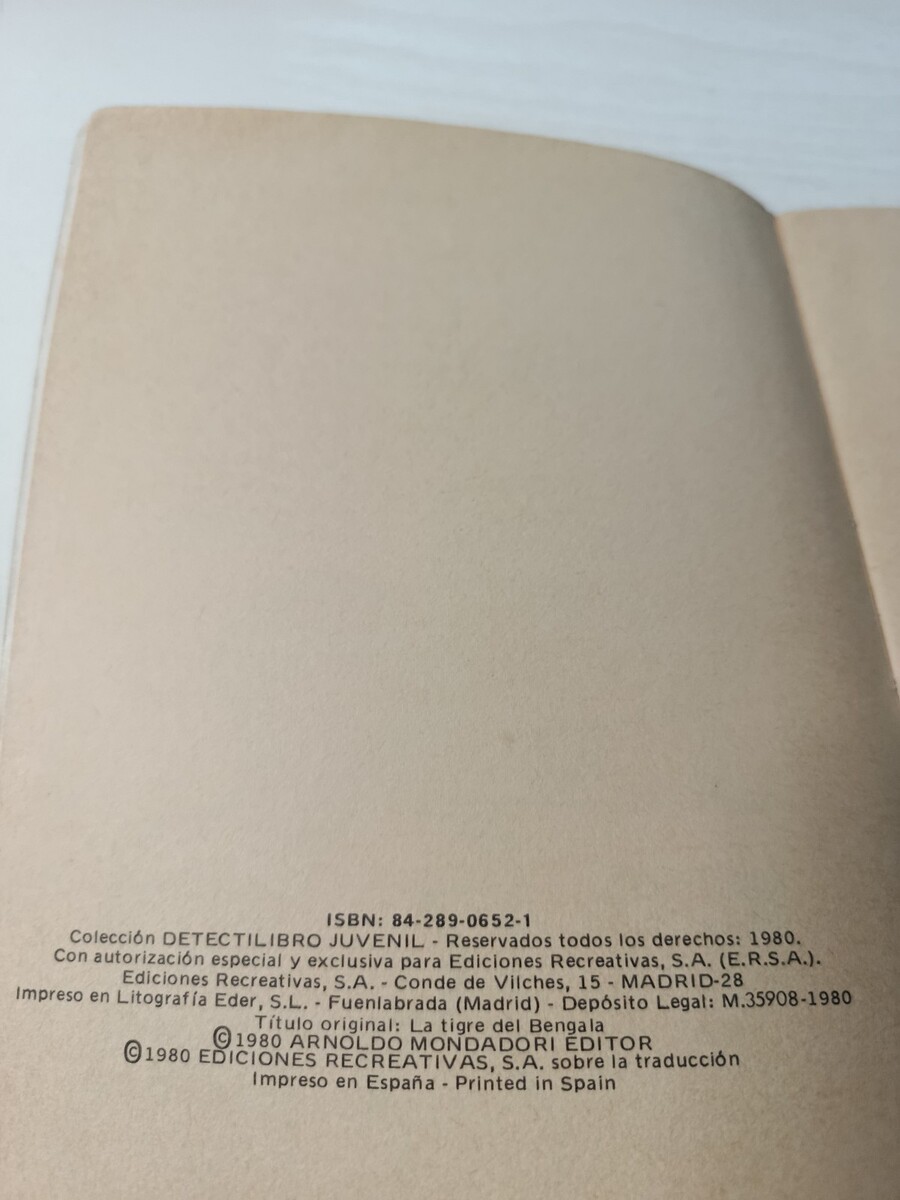 ISBN: 84-289-0652-1
Colección DETECTILIBRO JUVENIL - Reservados todos los derechos: 1980.
Con autorización especial y exclusiva para Ediciones Recreativas, S.A. (E.R.S.A.).
Ediciones Recreativas, S.A. - Conde de Vilches, 15 - MADRID-28
Impreso en Litografía Eder, S.L. - Fuenlabrada (Madrid) - Depósito Legal: M.35908-1980
Título original: La tigre del Bengala
©1980 ARNOLDO MONDADORI EDITOR
©1980 EDICIONES RECREATIVAS, S.A. sobre la traducción
Impreso en España - Printed in Spain